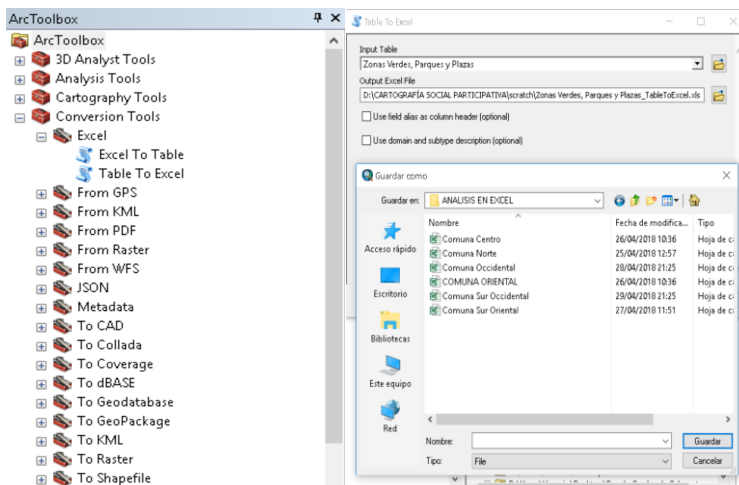 ArcToolbox
ArcToolbox
3D Analyst Tools
Analysis Tools
Cartography Tools
Conversion Tools
Excel
Excel To Table
Table To Excel
From GPS
From KML
From PDF
From Raster
From WFS
JSON
Metadata
To CAD
To Collada
To Coverage
To dBASE
To Geodatabase
To GeoPackage
To KML
To Raster
To Shapefile
Table To Excel
Input Table
Zonas Verdes, Parques y Plazas
Output Excel File
D:\CARTOGRAFÍA SOCIAL PARTICIPATIVA\scratch\Zonas Verdes, Parques y Plazas_TableToExcel.xls
Use field alias as column header (optional)
Use domain and subtype description (optional)
Guardar como
Guardar en: ANALISIS EN EXCEL
Nombre Fecha de modifica... Tipo
Comuna Centro 26/04/2018 10:36 Hoja de c
Comuna Norte 25/04/2018 12:57 Hoja de c
Comuna Occidental 28/04/2018 21:25 Hoja de c
COMUNA ORIENTAL 26/04/2018 10:36 Hoja de c
Comuna Sur Occidental 29/04/2018 21:25 Hoja de c
Comuna Sur Oriental 27/04/2018 11:51 Hoja de c
Acceso rápido
Escritorio
Bibliotecas
Este equipo
Red
Nombre: Guardar
Tipo: File Cancelar